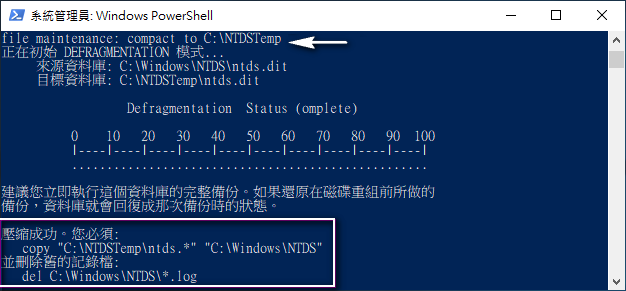 系統管理員: Windows PowerShell
file maintenance: compact to C:\NTDSTemp
正在初始 DEFRAGMENTATION 模式...
來源資料庫: C:\Windows\NTDS\ntds.dit
目標資料庫: C:\NTDSTemp\ntds.dit
Defragmentation  Status (omplete)
0    10   20   30   40   50   60   70   80   90  100
|----|----|----|----|----|----|----|----|----|----|
...................................................
建議您立即執行這個資料庫的完整備份。如果還原在磁碟重組前所做的
備份，資料庫就會回復成那次備份時的狀態。
壓縮成功。您必須:
copy "C:\NTDSTemp\ntds.*" "C:\Windows\NTDS"
並刪除舊的記錄檔:
del C:\Windows\NTDS\*.log